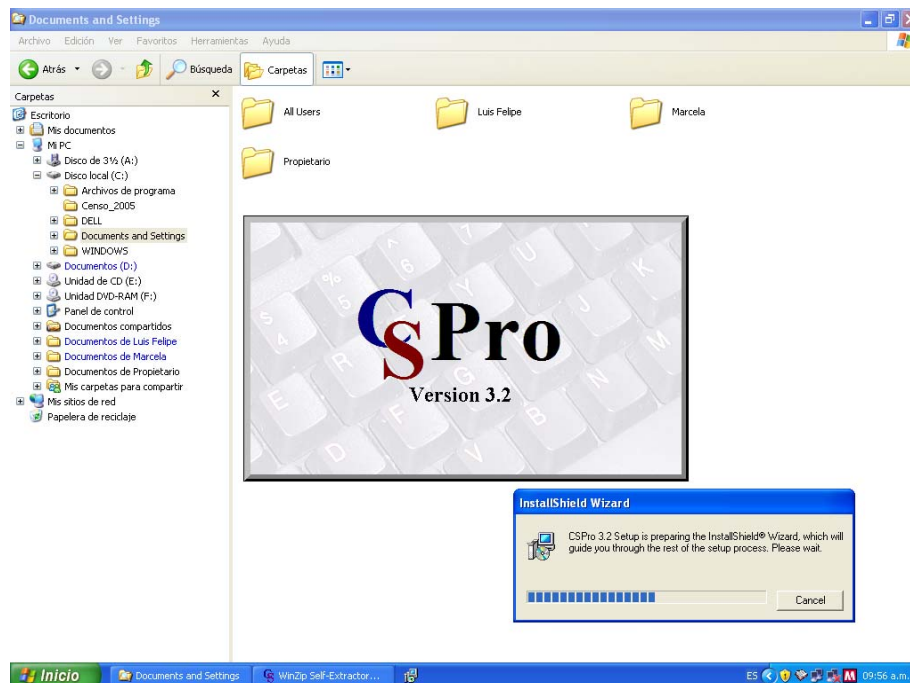 Documents and Settings
Archivo Edición Ver Favoritos Herramientas Ayuda
Atrás Búsqueda Carpetas
Carpetas x
Escritorio
Mis documentos
Mi PC
Disco de 3½ (A:)
Disco local (C:)
Archivos de programa
Censo_2005
DELL
Documents and Settings
WINDOWS
Documentos (D:)
Unidad de CD (E:)
Unidad DVD-RAM (F:)
Panel de control
Documentos compartidos
Documentos de Luis Felipe
Documentos de Marcela
Documentos de Propietario
Mis carpetas para compartir
Mis sitios de red
Papelera de reciclaje
All Users Luis Felipe Marcela
Propietario
CSPro
Version 3.2
InstallShield Wizard
CSPro 3.2 Setup is preparing the InstallShield® Wizard, which will
guide you through the rest of the setup process. Please wait.
Cancel
Inicio Documents and Settings WinZip Self-Extractor... ES 09:56 a.m.